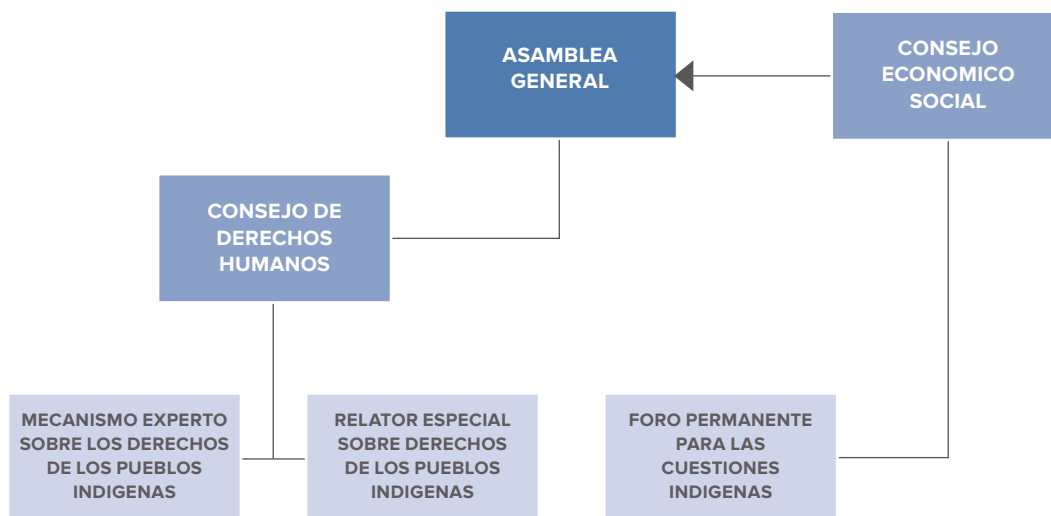 ASAMBLEA
GENERAL
CONSEJO
ECONOMICO
SOCIAL
CONSEJO DE
DERECHOS
HUMANOS
MECANISMO EXPERTO
SOBRE LOS DERECHOS
DE LOS PUEBLOS
INDIGENAS
RELATOR ESPECIAL
SOBRE DERECHOS
DE LOS PUEBLOS
INDIGENAS
FORO PERMANENTE
PARA LAS
CUESTIONES
INDIGENAS